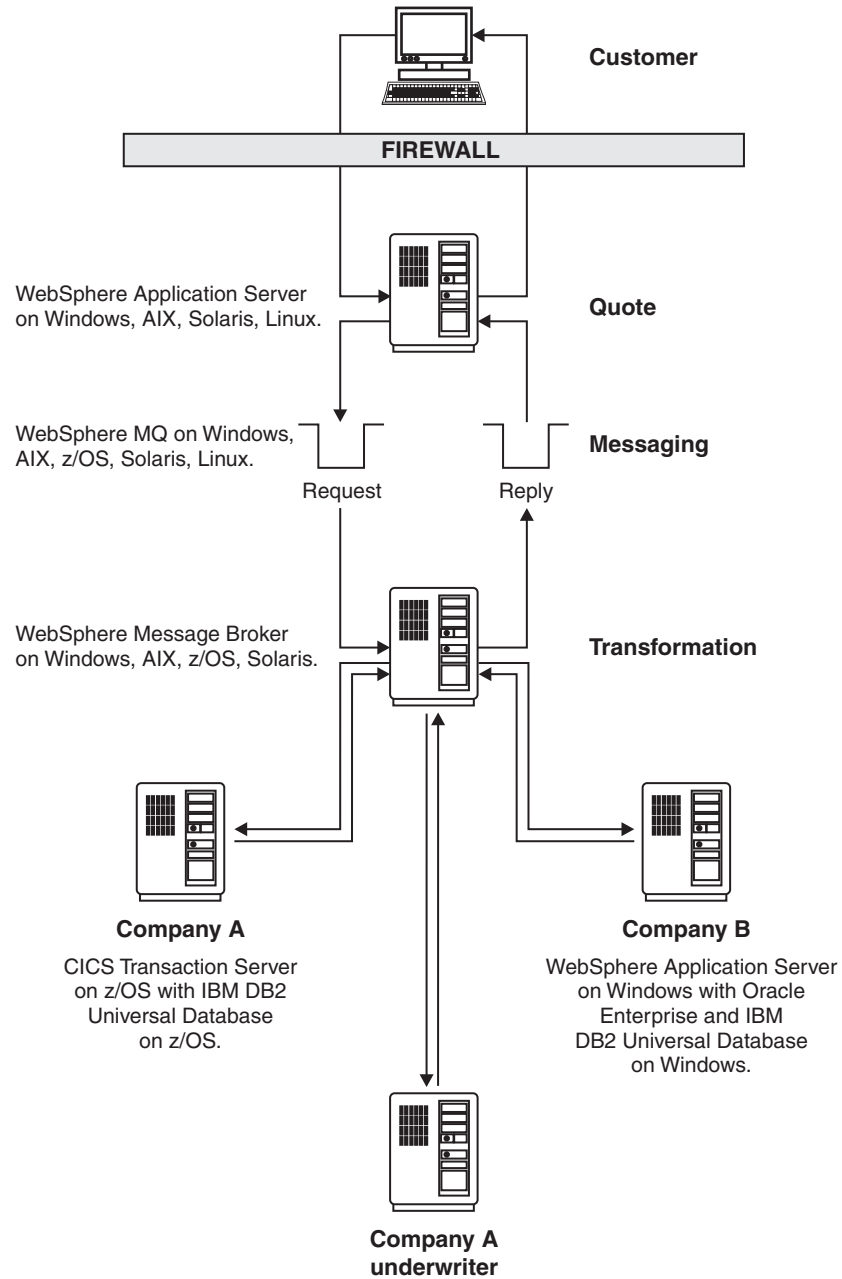 Customer
FIREWALL
WebSphere Application Server
on Windows, AIX, Solaris, Linux.
Quote
WebSphere MQ on Windows,
AIX, z/OS, Solaris, Linux.
Messaging
Request
Reply
WebSphere Message Broker
on Windows, AIX, z/OS, Solaris.
Transformation
Company A
CICS Transaction Server
on z/OS with IBM DB2
Universal Database
on z/OS.
Company B
WebSphere Application Server
on Windows with Oracle
Enterprise and IBM
DB2 Universal Database
on Windows.
Company A
underwriter